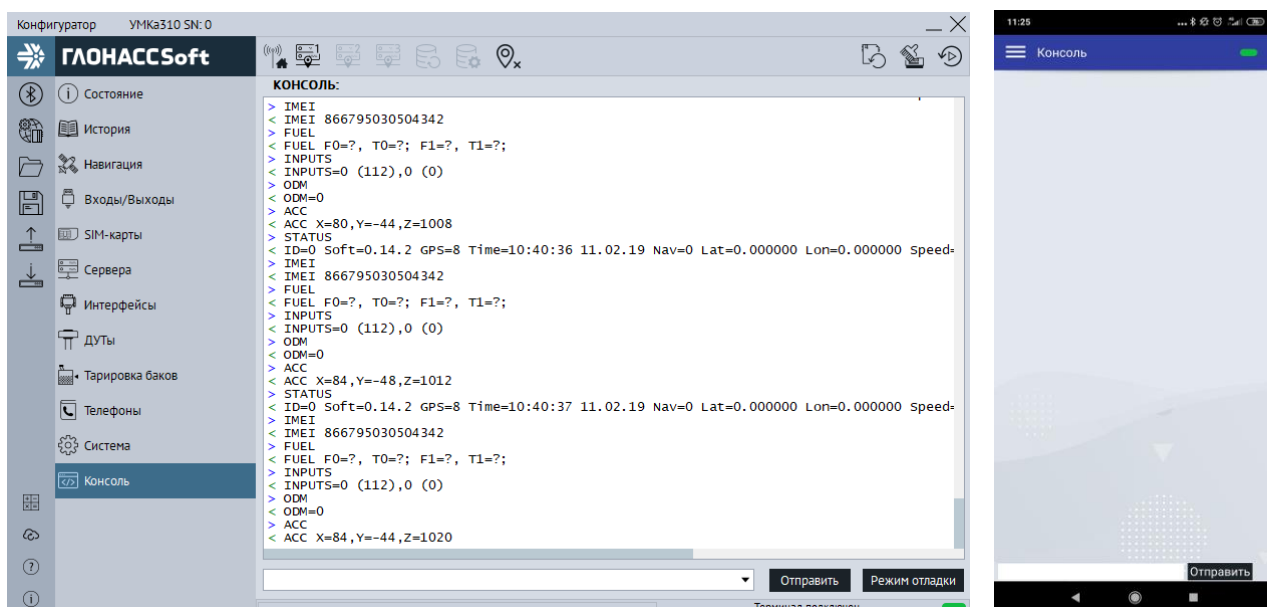 Конфигуратор УМКа310 SN: 0
ГЛОНАССSoft
Состояние
История
Навигация
Входы/Выходы
SIM-карты
Сервера
Интерфейсы
ДУТы
Тарировка баков
Телефоны
Система
Консоль
КОНСОЛЬ:
> IMEI
< IMEI 866795030504342
> FUEL
< FUEL F0=?, T0=?; F1=?, T1=?;
> INPUTS
< INPUTS=0 (112),0 (0)
> ODM
< ODM=0
> ACC
< ACC X=80,Y=-44,Z=1008
> STATUS
< ID=0 Soft=0.14.2 GPS=8 Time=10:40:36 11.02.19 Nav=0 Lat=0.000000 Lon=0.000000 Speed=
> IMEI
< IMEI 866795030504342
> FUEL
< FUEL F0=?, T0=?; F1=?, T1=?;
> INPUTS
< INPUTS=0 (112),0 (0)
> ODM
< ODM=0
> ACC
< ACC X=84,Y=-48,Z=1012
> STATUS
< ID=0 Soft=0.14.2 GPS=8 Time=10:40:37 11.02.19 Nav=0 Lat=0.000000 Lon=0.000000 Speed=
> IMEI
< IMEI 866795030504342
> FUEL
< FUEL F0=?, T0=?; F1=?, T1=?;
> INPUTS
< INPUTS=0 (112),0 (0)
> ODM
< ODM=0
> ACC
< ACC X=84,Y=-44,Z=1020
Отправить
Режим отладки
Терминал подключен
11:25
Консоль
Отправить